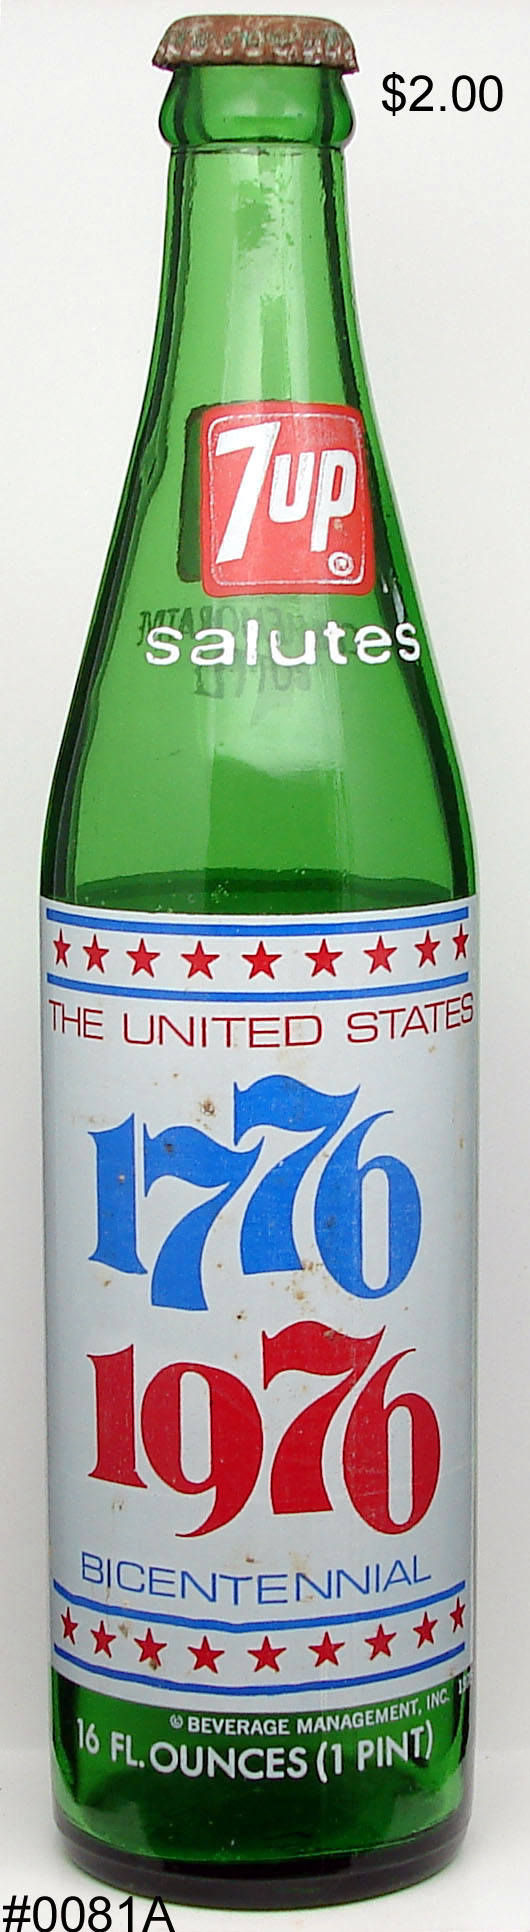 $2.00
7up
®
salutes
THE UNITED STATES
1776
1976
BICENTENNIAL
© BEVERAGE MANAGEMENT, INC.
16 FL. OUNCES (1 PINT)
#0081A